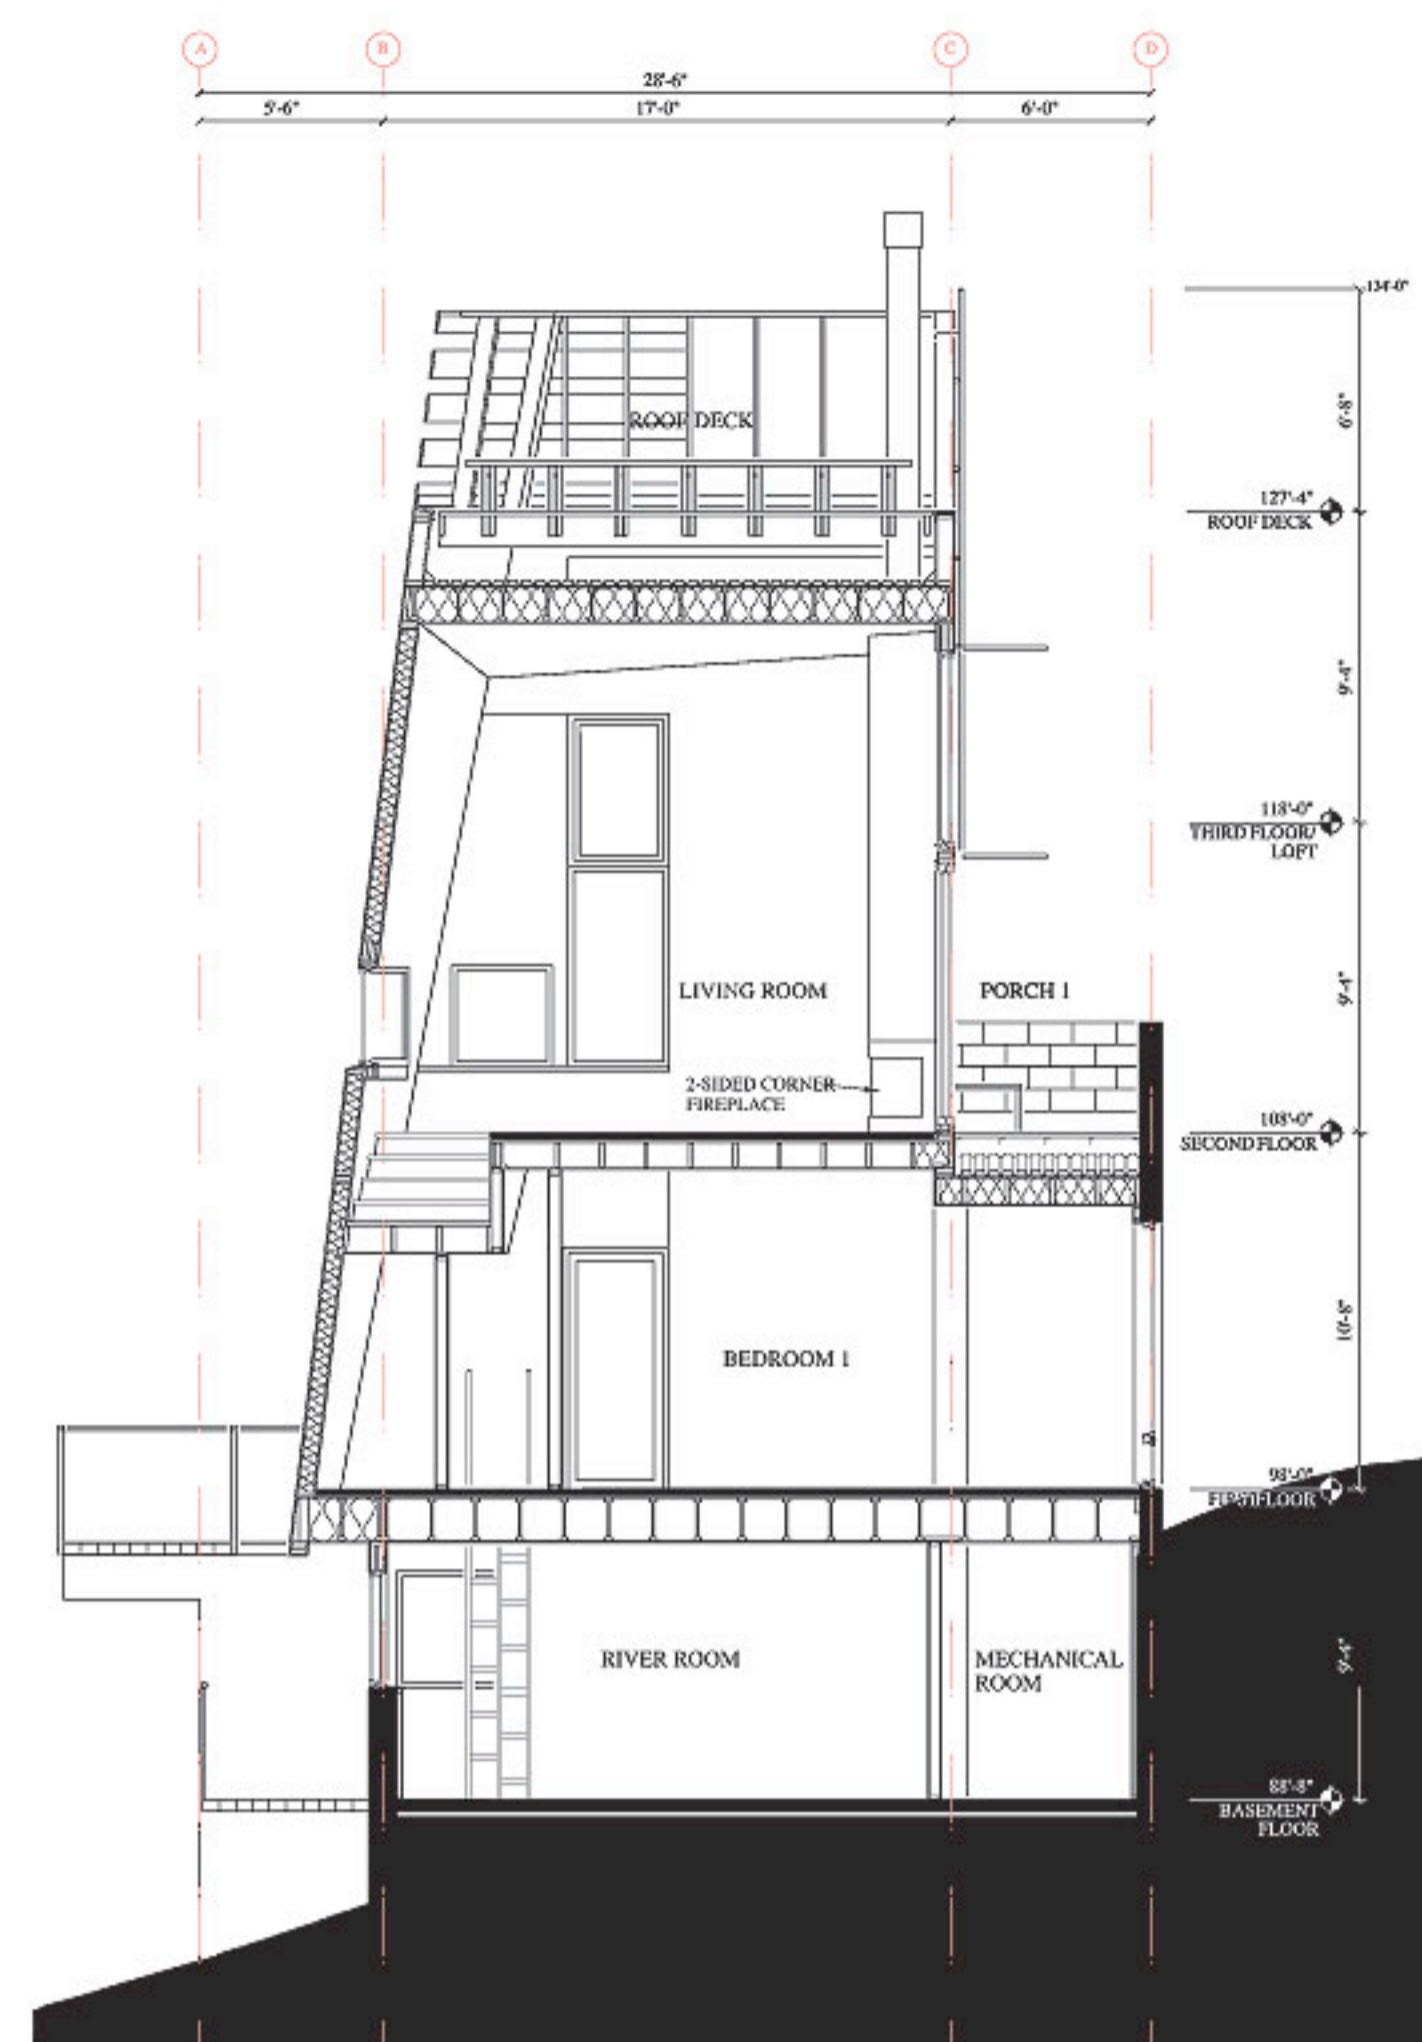 A B C D
28'-6"
5'-6" 17'-0" 6'-0"
134'-0"
ROOF DECK
6'-8"
127'-4"
ROOF DECK
9'-4"
118'-0"
THIRD FLOOR/
LOFT
LIVING ROOM
PORCH 1
9'-4"
2-SIDED CORNER
FIREPLACE
108'-0"
SECOND FLOOR
10'-8"
BEDROOM 1
98'-0"
FIRST FLOOR
RIVER ROOM
MECHANICAL
ROOM
9'-4"
88'-8"
BASEMENT
FLOOR